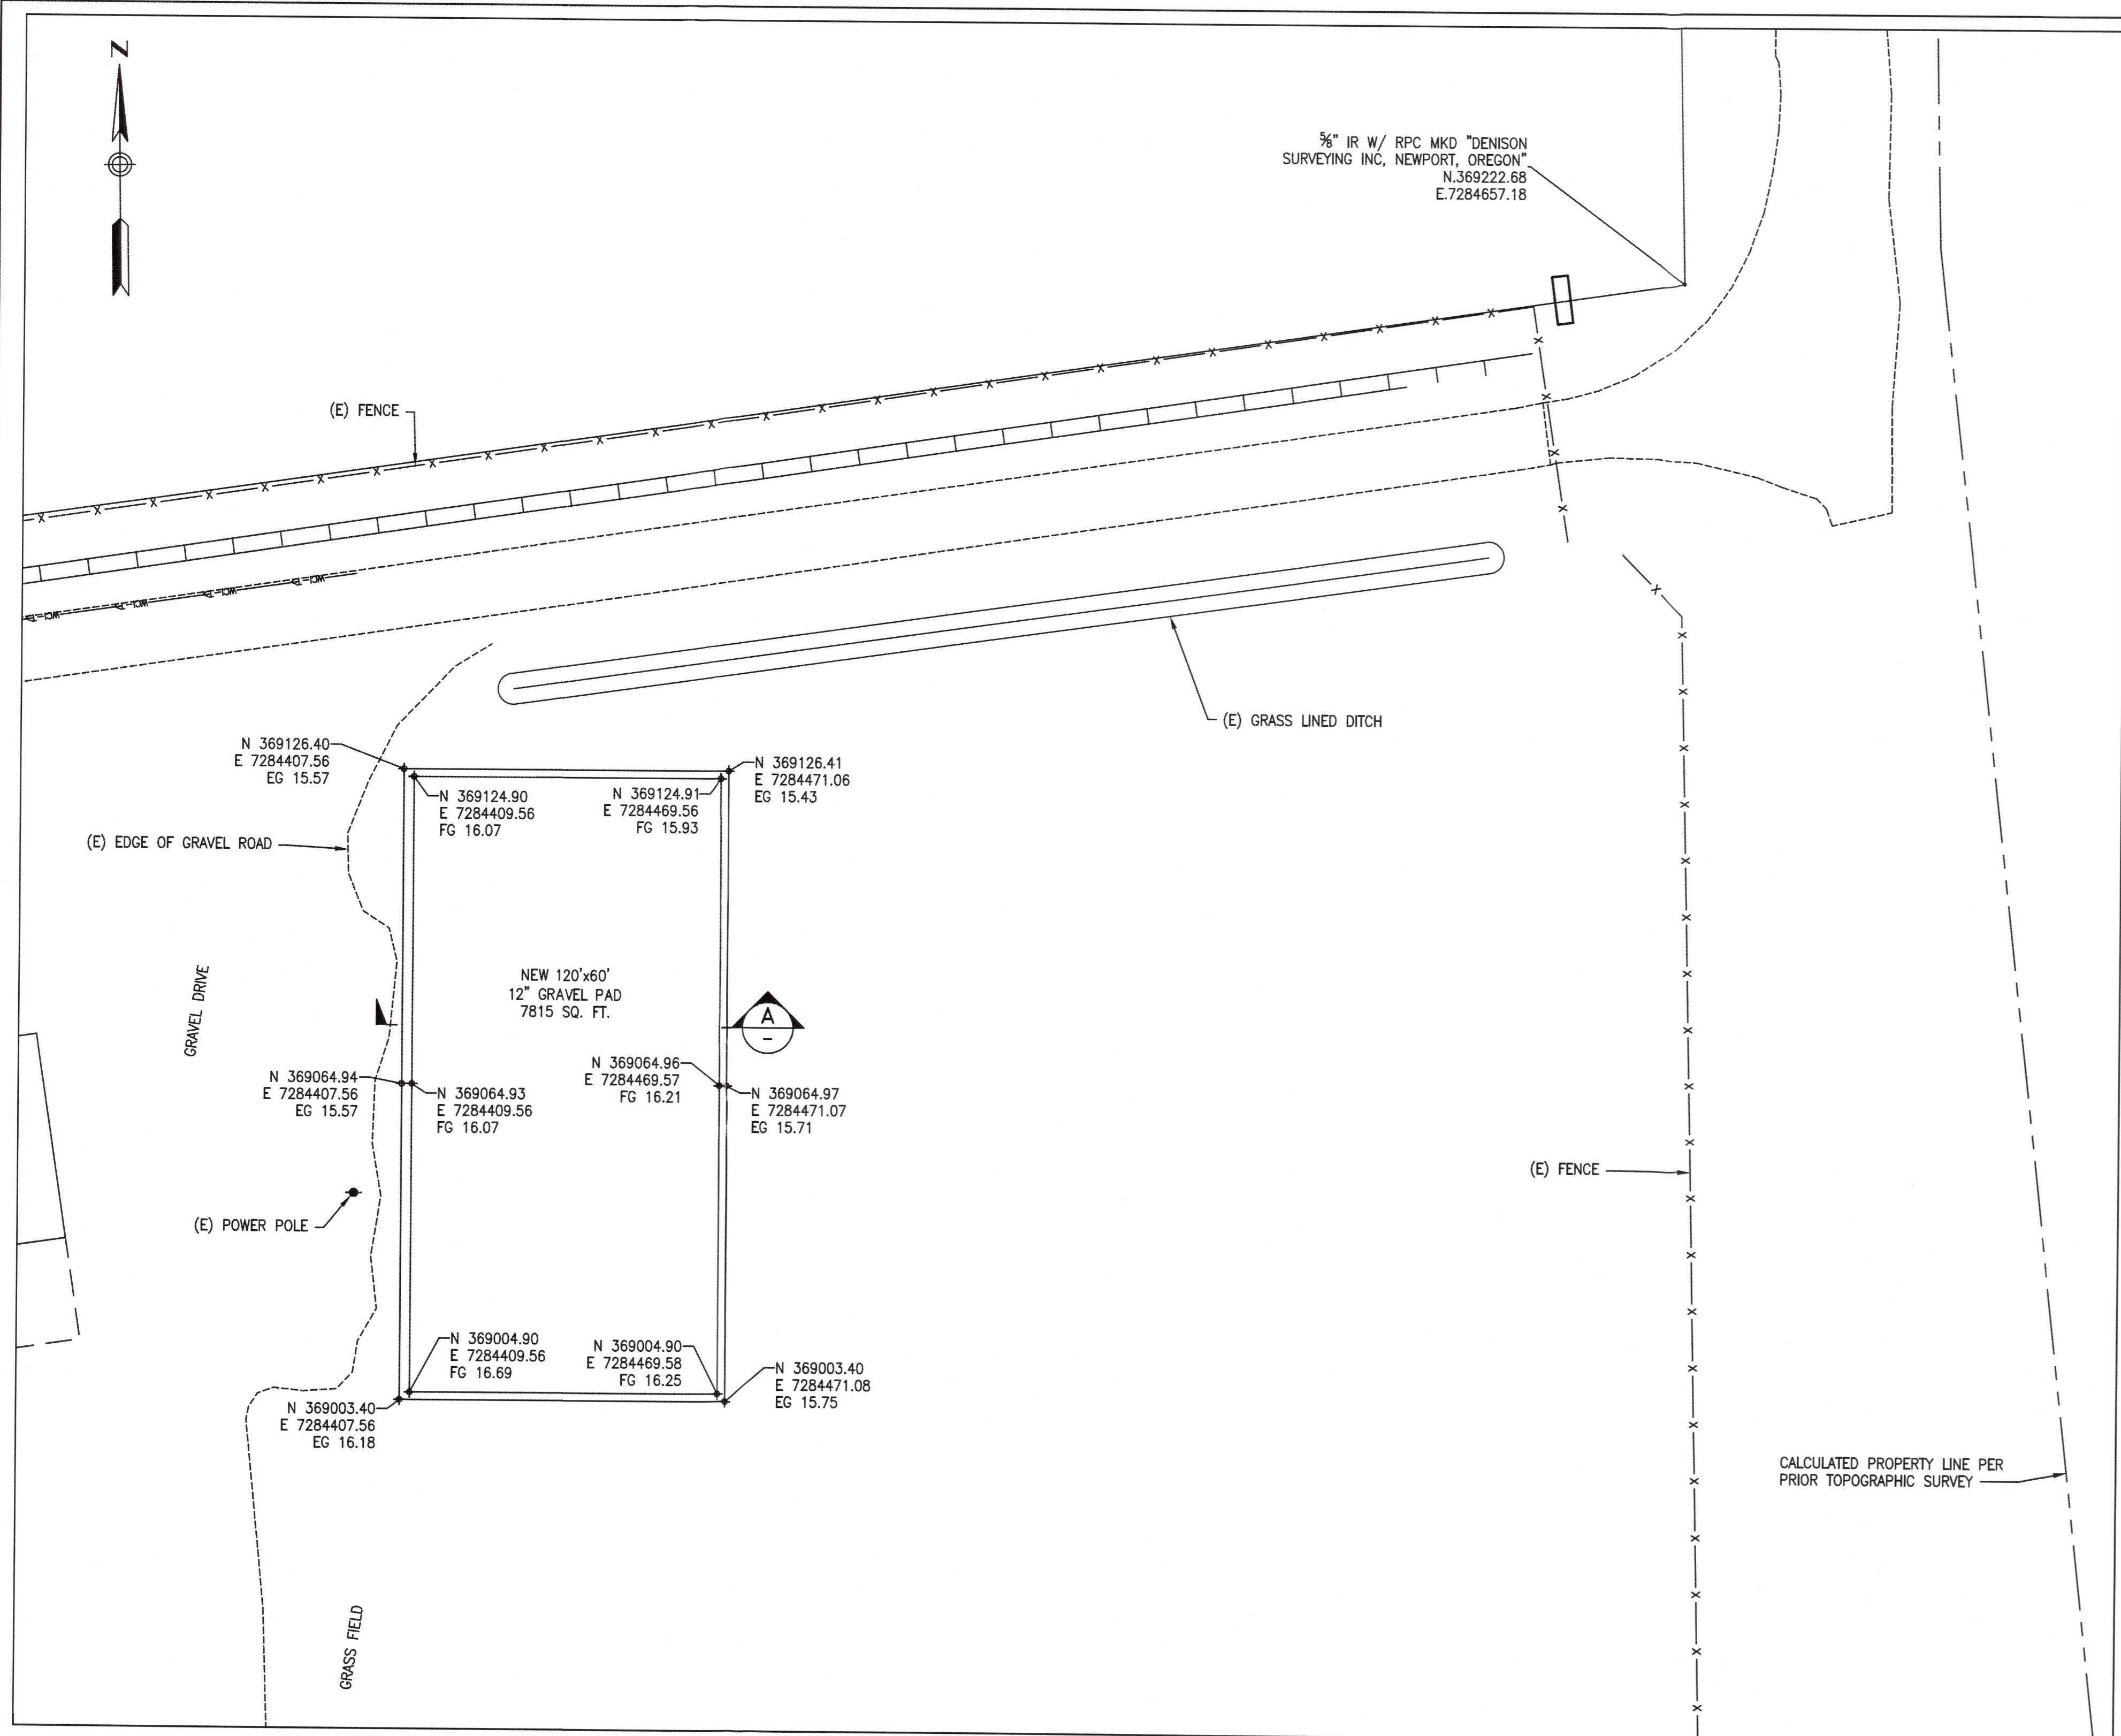 N
⅝" IR W/ RPC MKD "DENISON
SURVEYING INC, NEWPORT, OREGON"
N.369222.68
E.7284657.18
(E) FENCE
(E) GRASS LINED DITCH
N 369126.40
E 7284407.56
EG 15.57
N 369126.41
E 7284471.06
EG 15.43
N 369124.90
E 7284409.56
FG 16.07
N 369124.91
E 7284469.56
FG 15.93
(E) EDGE OF GRAVEL ROAD
GRAVEL DRIVE
NEW 120'x60'
12" GRAVEL PAD
7815 SQ. FT.
A
–
N 369064.94
E 7284407.56
EG 15.57
N 369064.93
E 7284409.56
FG 16.07
N 369064.96
E 7284469.57
FG 16.21
N 369064.97
E 7284471.07
EG 15.71
(E) FENCE
(E) POWER POLE
N 369004.90
E 7284409.56
FG 16.69
N 369004.90
E 7284469.58
FG 16.25
N 369003.40
E 7284471.08
EG 15.75
N 369003.40
E 7284407.56
EG 16.18
CALCULATED PROPERTY LINE PER
PRIOR TOPOGRAPHIC SURVEY
GRASS FIELD